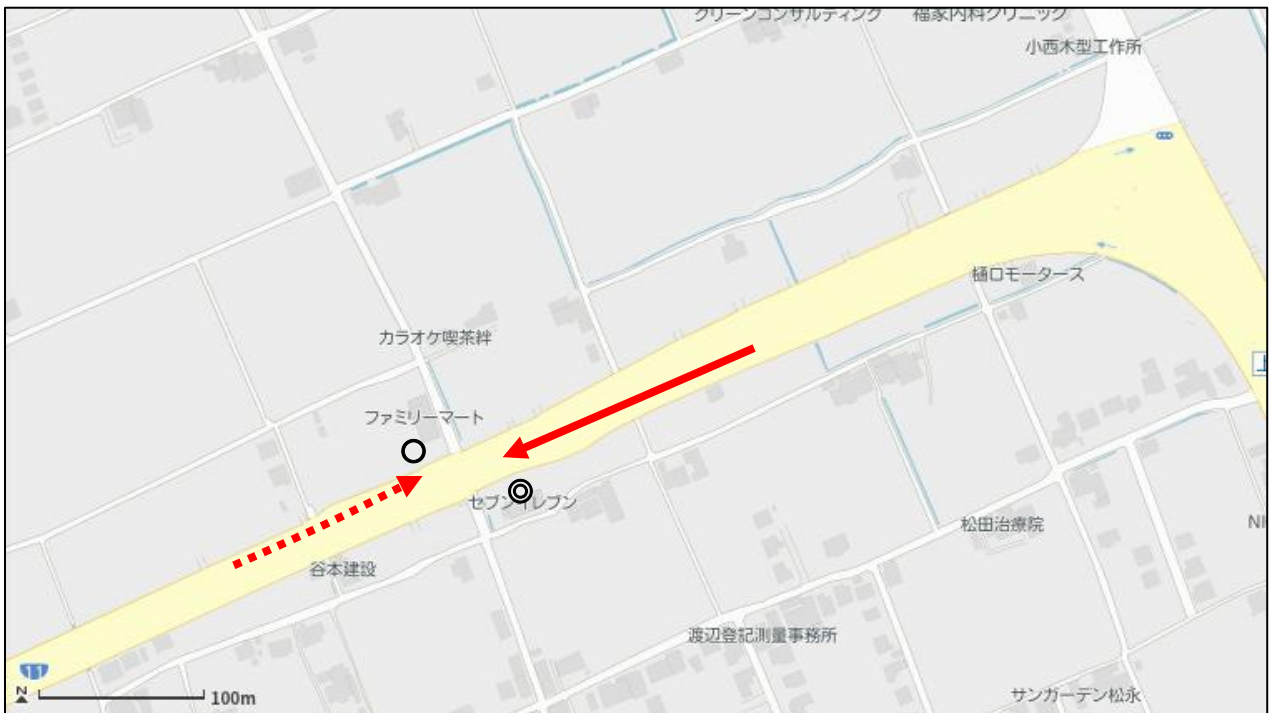 グリーンコンサルティング
福家内科クリニック
小西木型工作所
樋口モータース
カラオケ喫茶絆
上
ファミリーマート
セブンイレブン
松田治療院
NH
谷本建設
渡辺登記測量事務所
11
N
100m
サンガーデン松永